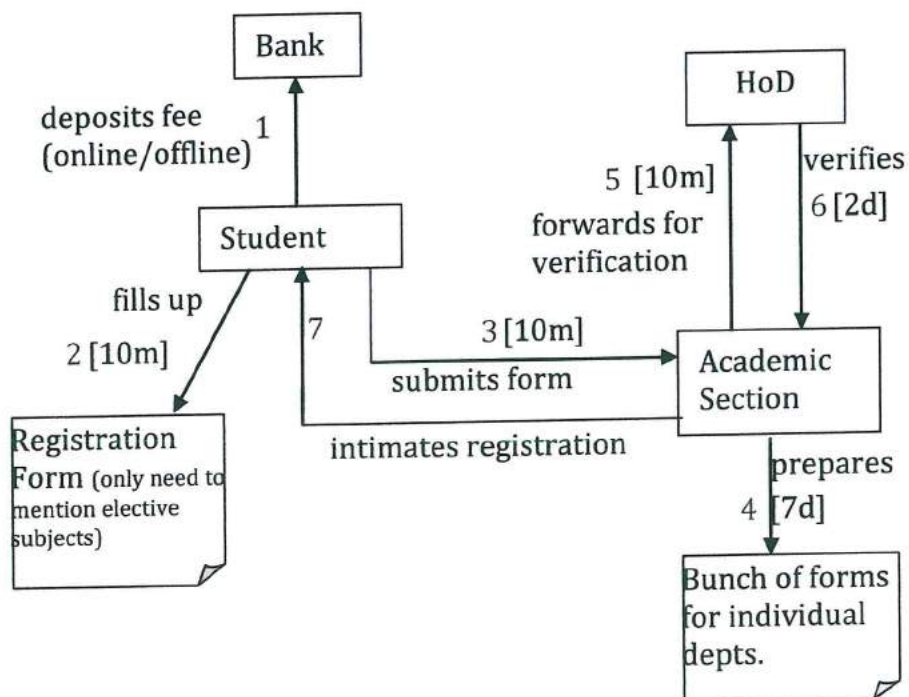 Bank
HoD
deposits fee
(online/offline)
1
verifies
6 [2d]
5 [10m]
forwards for
verification
Student
fills up
2 [10m]
7
3 [10m]
submits form
Academic
Section
intimates registration
Registration
Form (only need to
mention elective
subjects)
prepares
4 [7d]
Bunch of forms
for individual
depts.